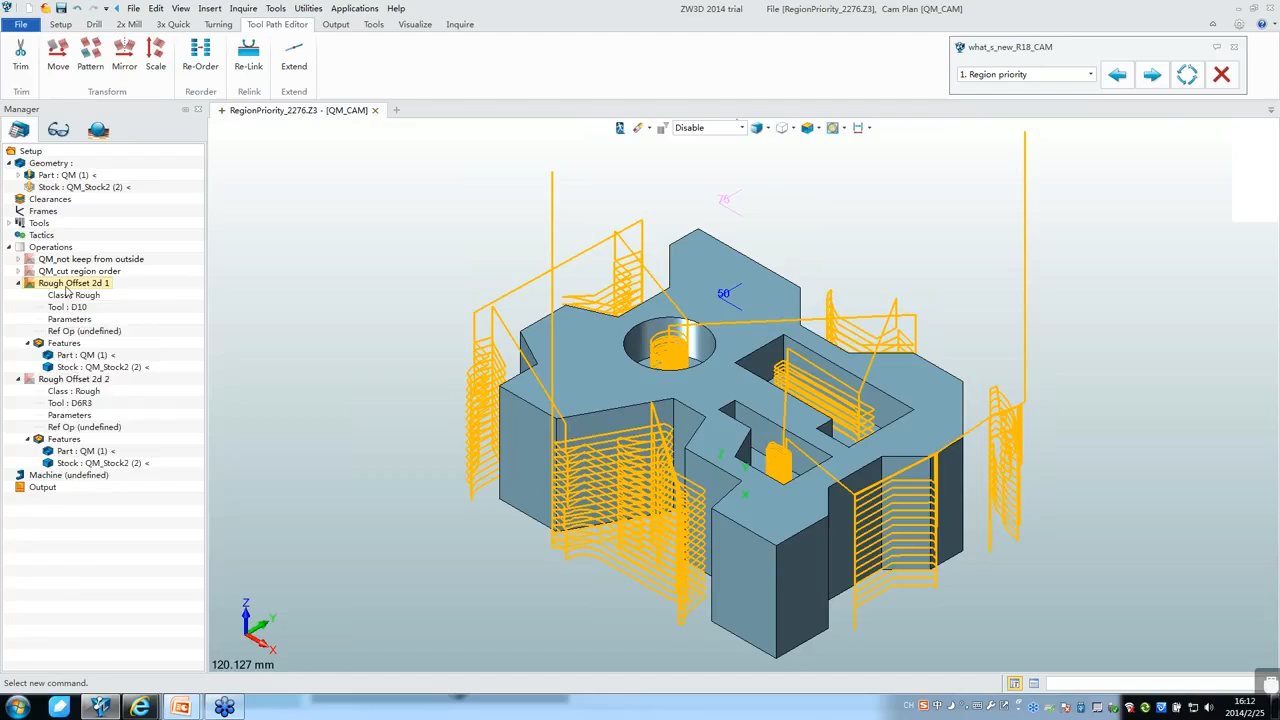 File Edit View Insert Inquire Tools Utilities Applications Help
ZW3D 2014 trial
File [RegionPriority_2276.Z3], Cam Plan [QM_CAM]
File Setup Drill 2x Mill 3x Quick Turning Tool Path Editor Output Tools Visualize Inquire
Trim Move Pattern Mirror Scale Re-Order Re-Link Extend
Trim Transform Reorder Relink Extend
what_s_new_R18_CAM
1. Region priority
Manager
RegionPriority_2276.Z3 - [QM_CAM]
Disable
Setup
Geometry :
Part : QM (1) <
Stock : QM_Stock2 (2) <
Clearances
Frames
Tools
Tactics
Operations
QM_not keep from outside
QM_cut region order
Rough Offset 2d 1
Class : Rough
Tool : D10
Parameters
Ref Op (undefined)
Features
Part : QM (1) <
Stock : QM_Stock2 (2) <
Rough Offset 2d 2
Class : Rough
Tool : D6R3
Parameters
Ref Op (undefined)
Features
Part : QM (1) <
Stock : QM_Stock2 (2) <
Machine (undefined)
Output
75
50
Z
Y
X
Z
Y
X
120.127 mm
Select new command.
CH
16:12
2014/2/25